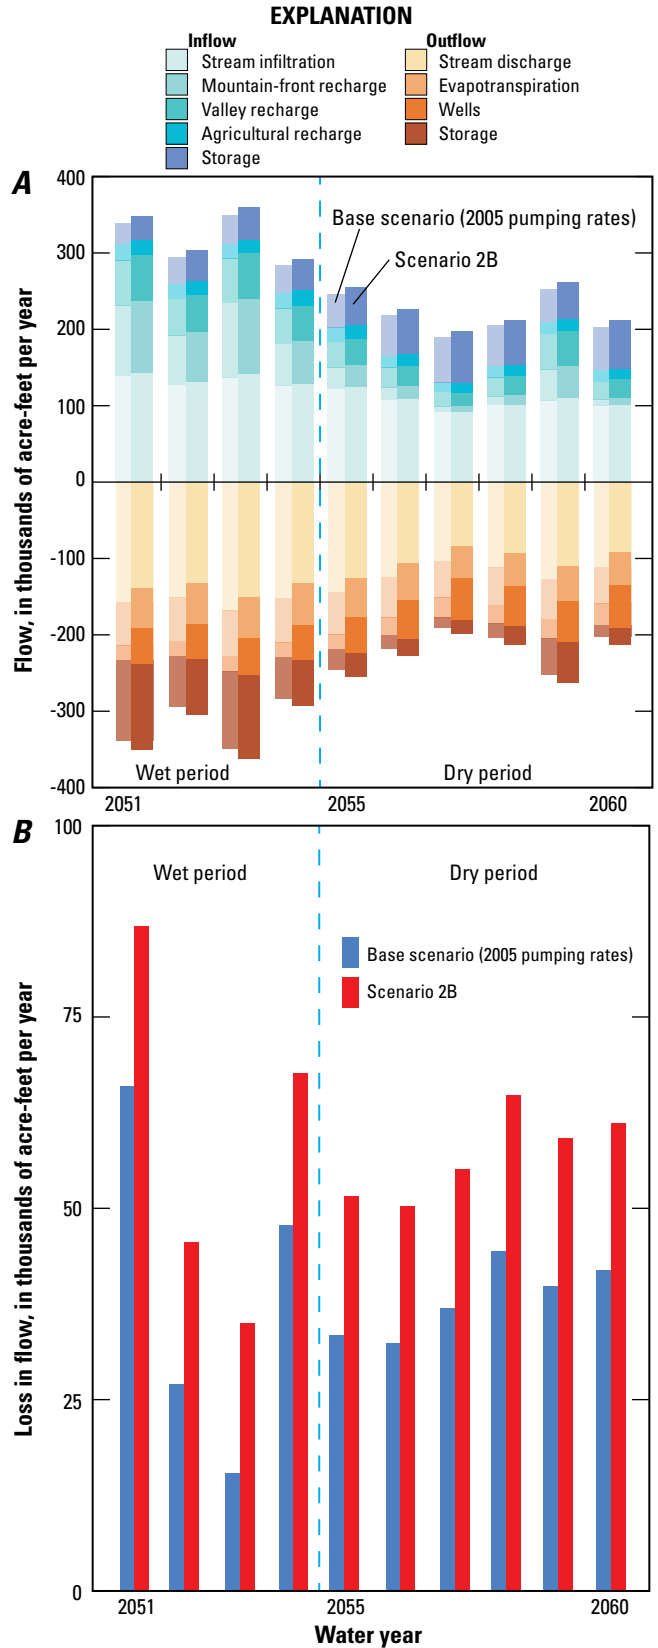 EXPLANATION
Inflow
Stream infiltration
Mountain-front recharge
Valley recharge
Agricultural recharge
Storage
Outflow
Stream discharge
Evapotranspiration
Wells
Storage
A
Flow, in thousands of acre-feet per year
400
300
200
100
0
-100
-200
-300
-400
Base scenario (2005 pumping rates)
Scenario 2B
Wet period
Dry period
2051
2055
2060
B
Loss in flow, in thousands of acre-feet per year
100
75
50
25
0
Wet period
Dry period
Base scenario (2005 pumping rates)
Scenario 2B
2051
2055
2060
Water year